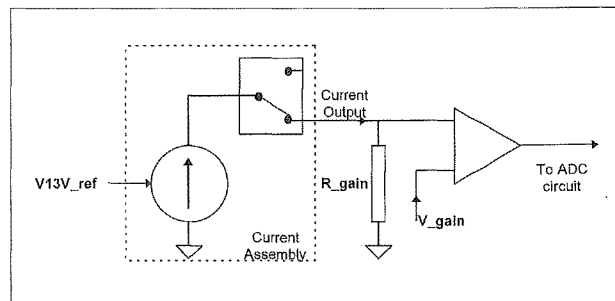 Current
Output
V13V_ref
R_gain
To ADC
circuit
V_gain
Current
Assembly